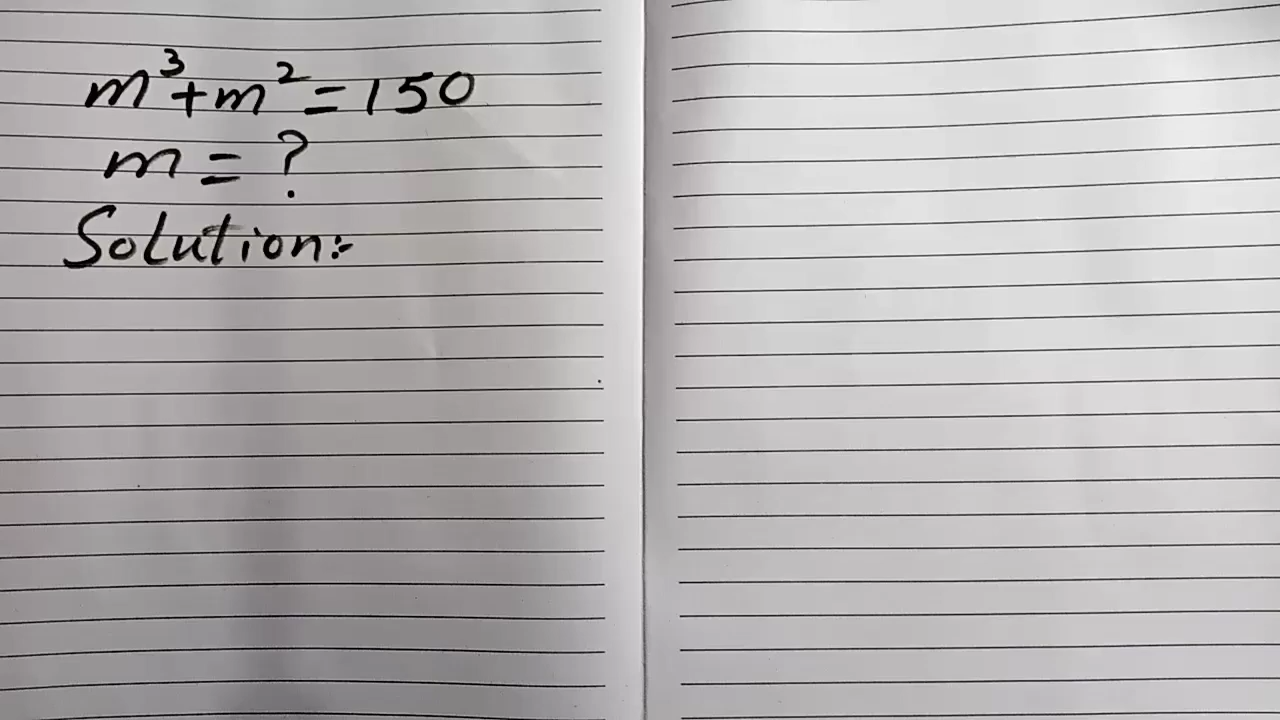 m³+m²=150
m = ?
Solution:-